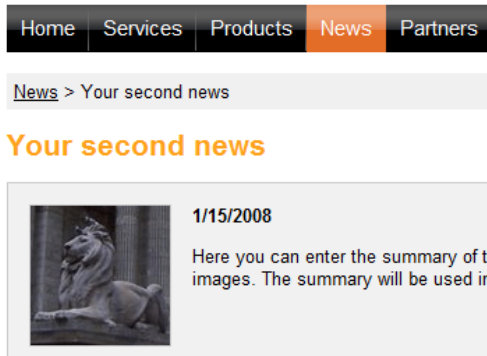 Home Services Products News Partners
News > Your second news
Your second news
1/15/2008
Here you can enter the summary of
images. The summary will be used